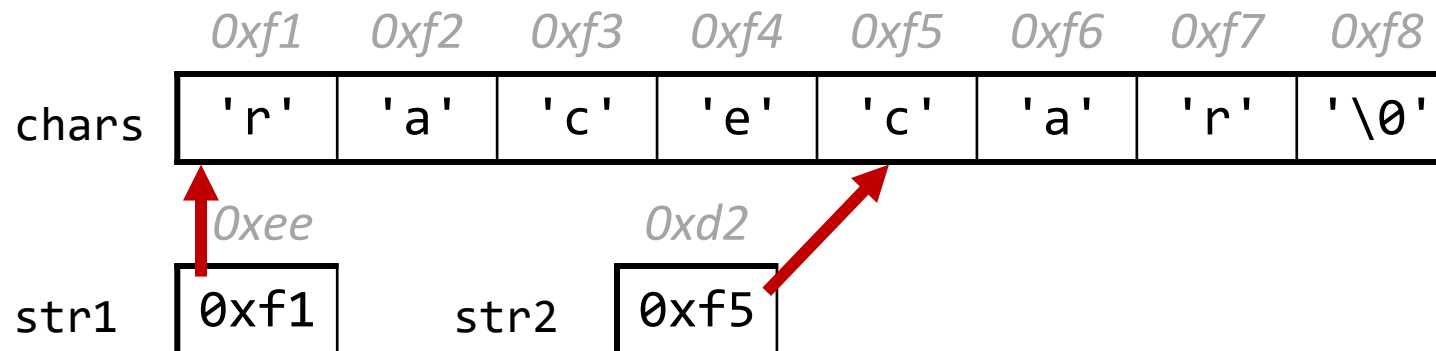 0xf1 0xf2 0xf3 0xf4 0xf5 0xf6 0xf7 0xf8
chars 'r' 'a' 'c' 'e' 'c' 'a' 'r' '\0'
0xee 0xd2
str1 0xf1 str2 0xf5